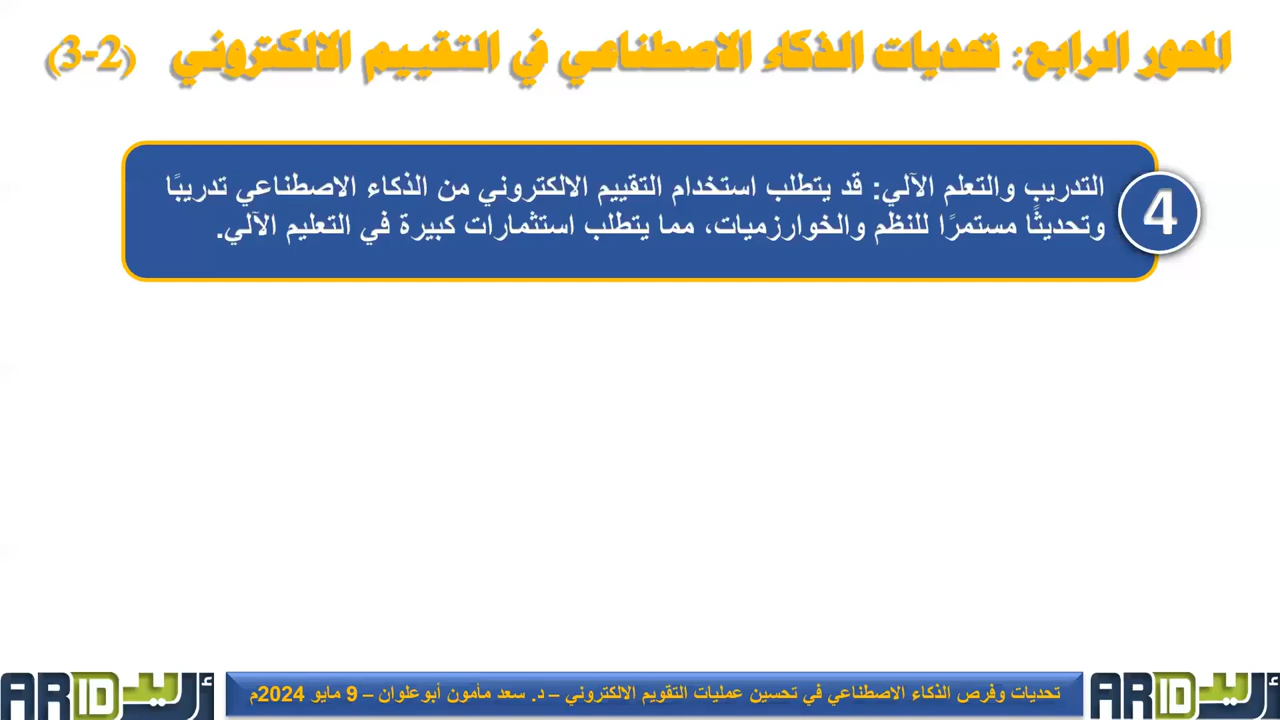 المحور الرابع: تحديات الذكاء الاصطناعي في التقييم الالكتروني (2-3)
4
التدريب والتعلم الآلي: قد يتطلب استخدام التقييم الالكتروني من الذكاء الاصطناعي تدريبًا
وتحديثًا مستمرًا للنظم والخوارزميات، مما يتطلب استثمارات كبيرة في التعليم الآلي.
ARID أريد
تحديات وفرص الذكاء الاصطناعي في تحسين عمليات التقويم الالكتروني – د. سعد مأمون أبوعلوان – 9 مايو 2024م
ARID أريد